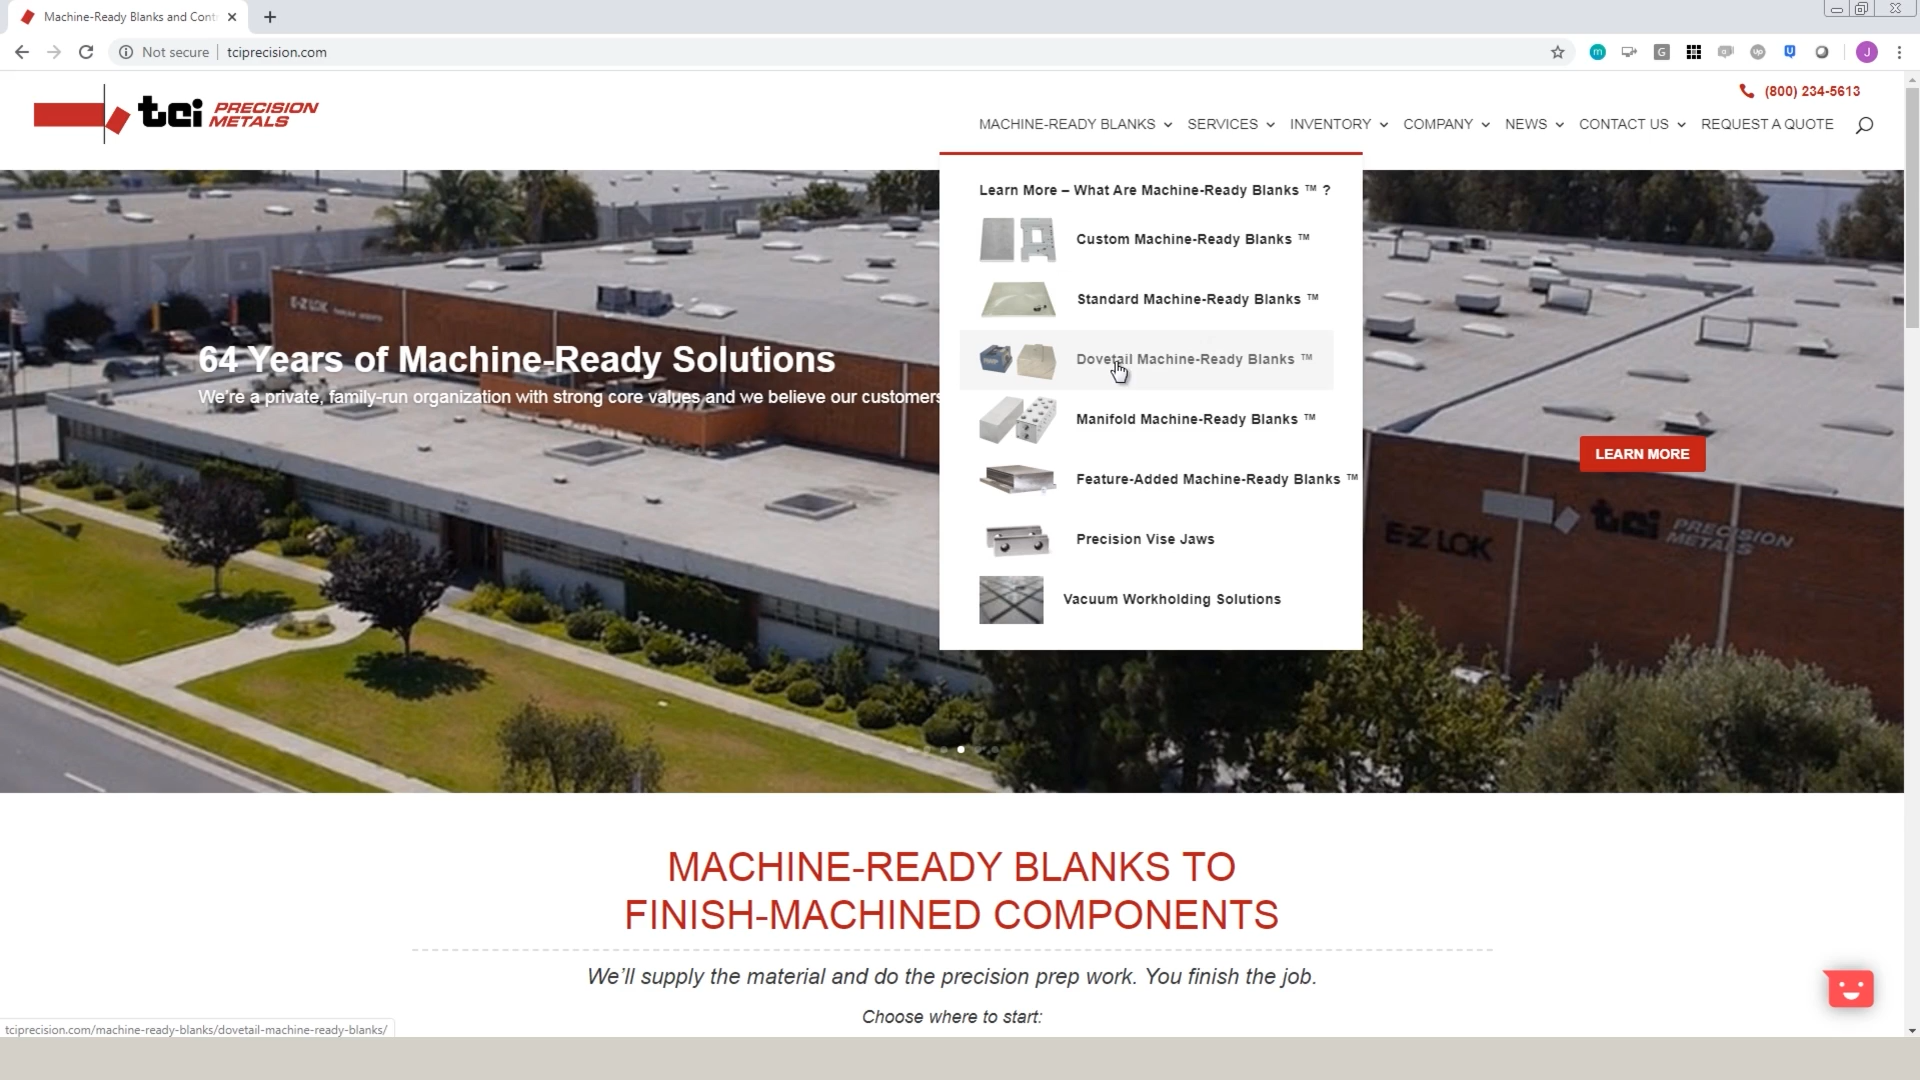 Machine-Ready Blanks and Cont
Not secure | tciprecision.com
G
J
tci PRECISION METALS
(800) 234-5613
MACHINE-READY BLANKS SERVICES INVENTORY COMPANY NEWS CONTACT US REQUEST A QUOTE
Learn More – What Are Machine-Ready Blanks ™ ?
Custom Machine-Ready Blanks ™
Standard Machine-Ready Blanks ™
Dovetail Machine-Ready Blanks ™
Manifold Machine-Ready Blanks ™
Feature-Added Machine-Ready Blanks ™
Precision Vise Jaws
Vacuum Workholding Solutions
E-Z LOK
64 Years of Machine-Ready Solutions
We're a private, family-run organization with strong core values and we believe our customers
LEARN MORE
E-Z LOK
tci PRECISION METALS
MACHINE-READY BLANKS TO
FINISH-MACHINED COMPONENTS
We'll supply the material and do the precision prep work. You finish the job.
Choose where to start:
tciprecision.com/machine-ready-blanks/dovetail-machine-ready-blanks/